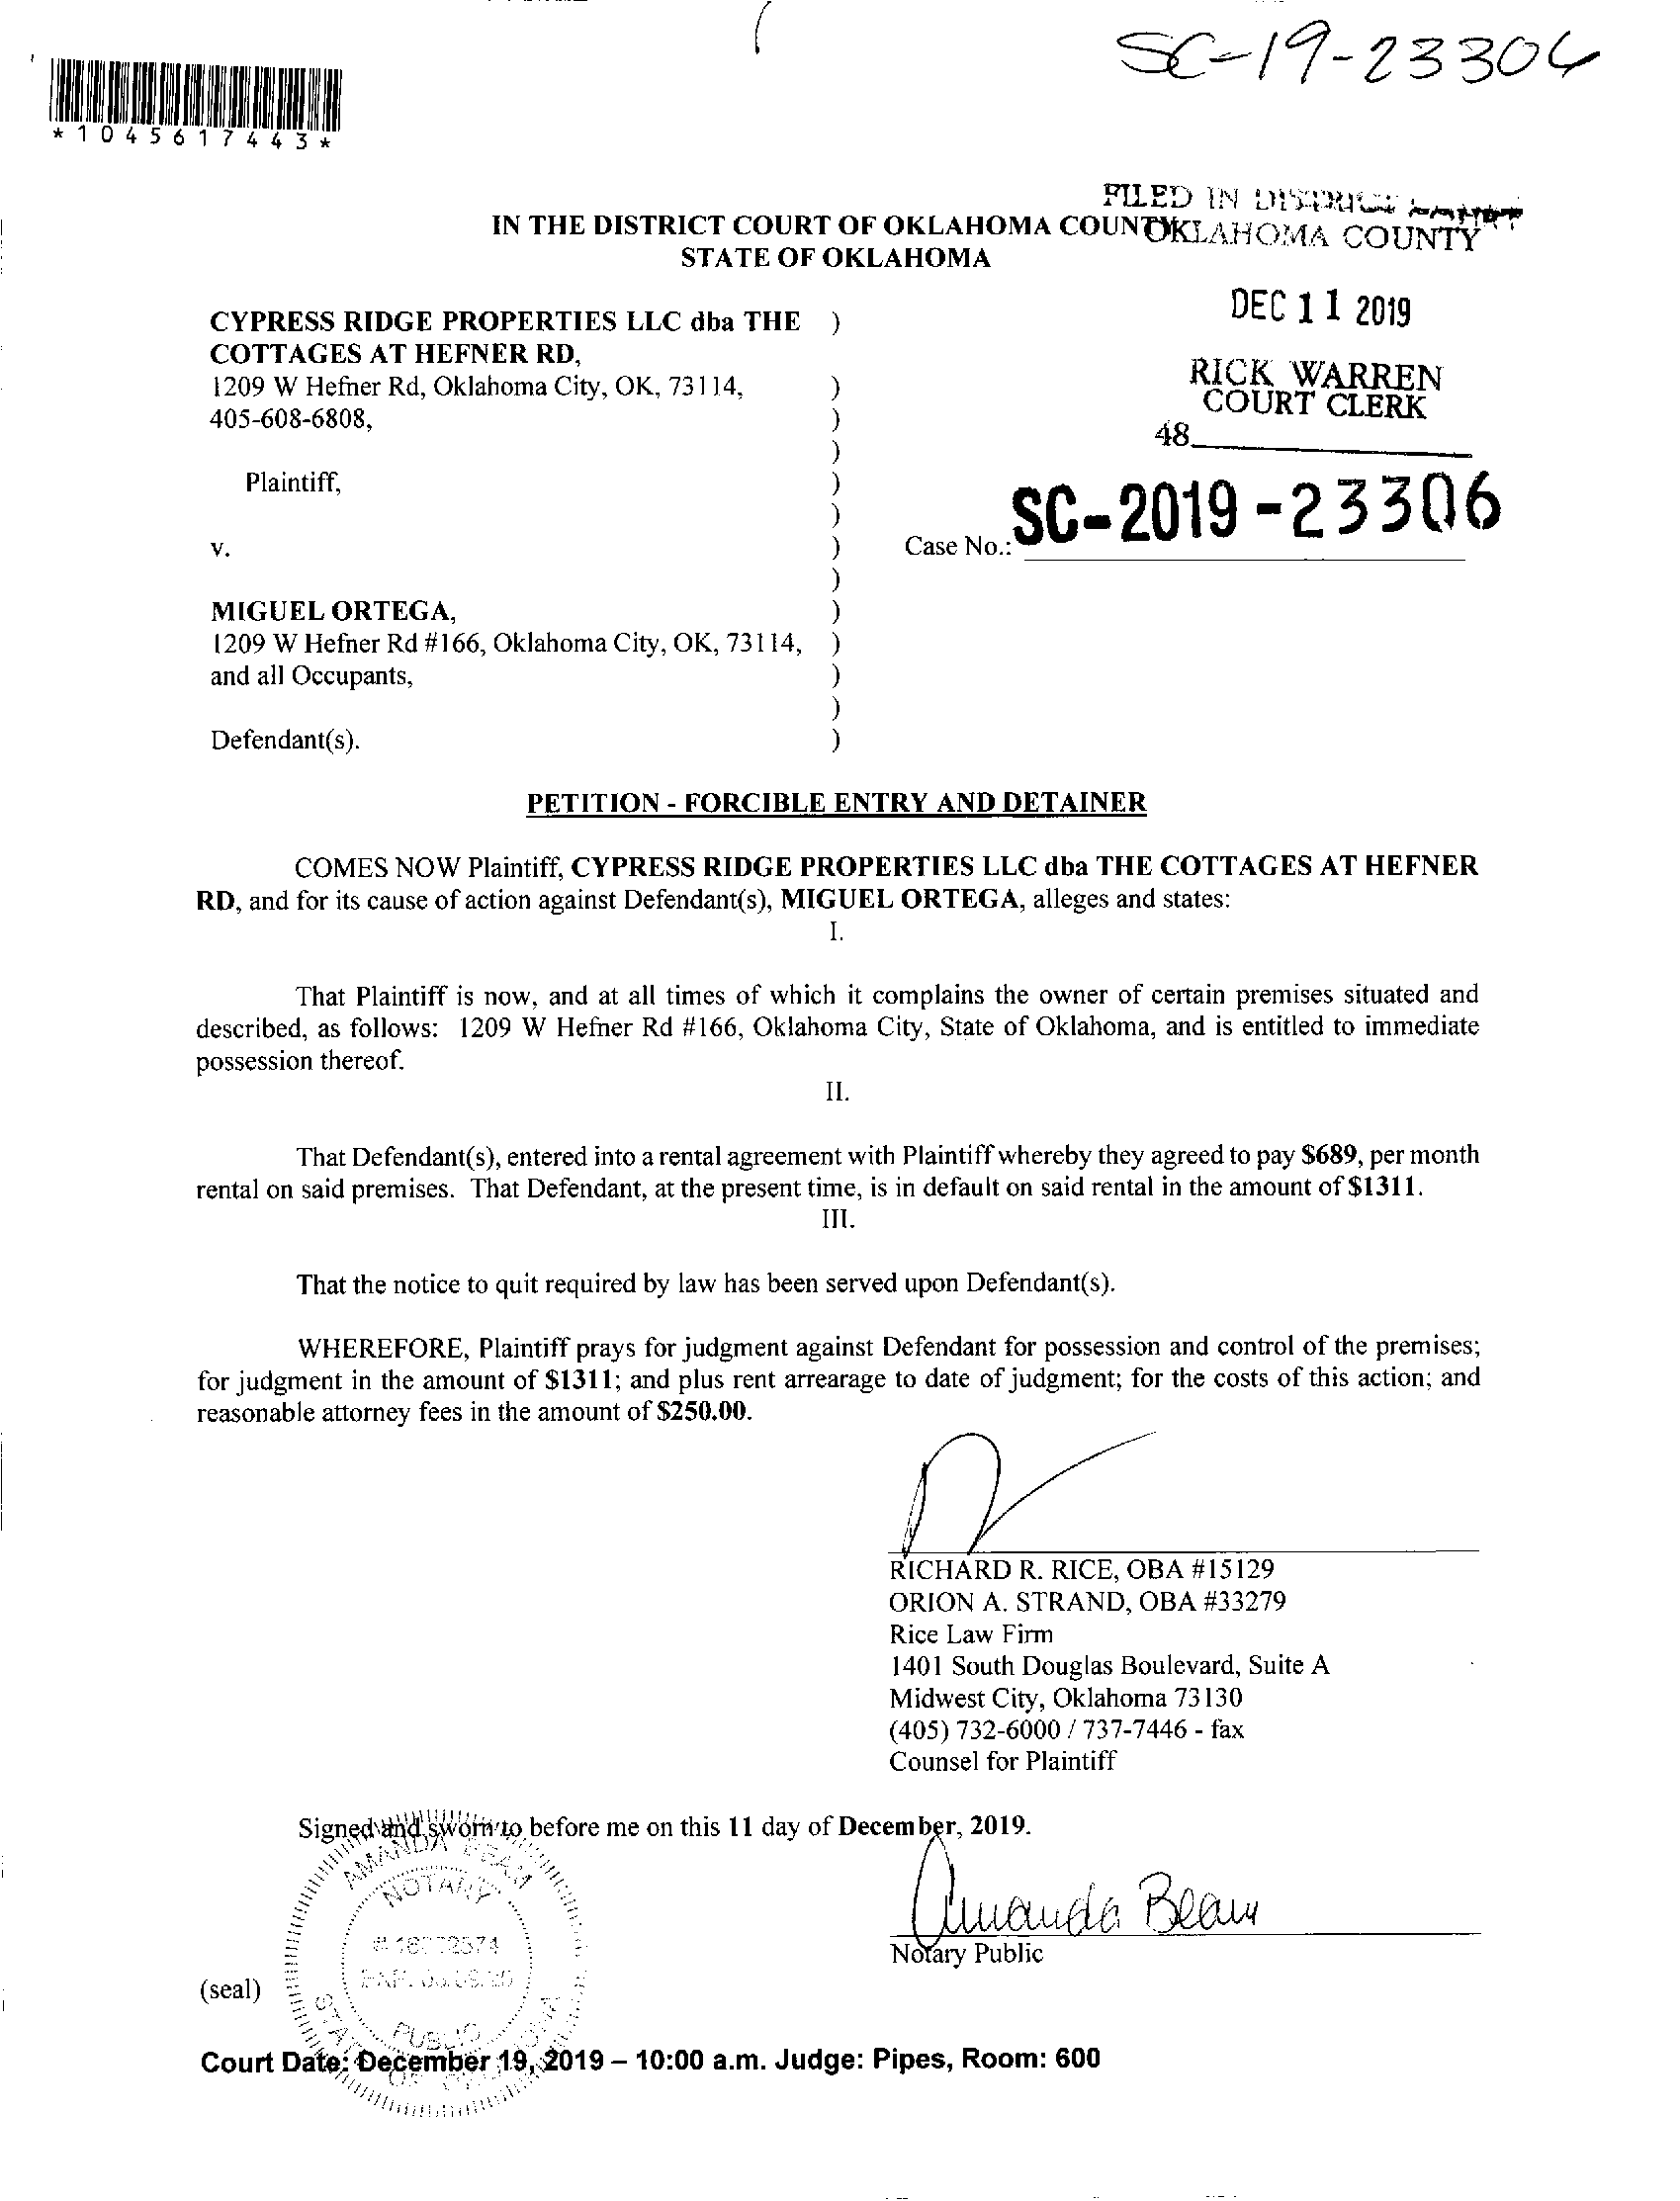 SC-19-23306
*1045617443*
FILED IN DISTRICT COURT
OKLAHOMA COUNTY
IN THE DISTRICT COURT OF OKLAHOMA COUNTY
STATE OF OKLAHOMA
DEC 11 2019
RICK WARREN
COURT CLERK
48
CYPRESS RIDGE PROPERTIES LLC dba THE )
COTTAGES AT HEFNER RD,
1209 W Hefner Rd, Oklahoma City, OK, 73114, )
405-608-6808, )
)
Plaintiff, )
)
v. ) Case No.: SC-2019-23306
)
MIGUEL ORTEGA, )
1209 W Hefner Rd #166, Oklahoma City, OK, 73114, )
and all Occupants, )
)
Defendant(s). )
PETITION - FORCIBLE ENTRY AND DETAINER
COMES NOW Plaintiff, CYPRESS RIDGE PROPERTIES LLC dba THE COTTAGES AT HEFNER
RD, and for its cause of action against Defendant(s), MIGUEL ORTEGA, alleges and states:
I.
That Plaintiff is now, and at all times of which it complains the owner of certain premises situated and
described, as follows: 1209 W Hefner Rd #166, Oklahoma City, State of Oklahoma, and is entitled to immediate
possession thereof.
II.
That Defendant(s), entered into a rental agreement with Plaintiff whereby they agreed to pay $689, per month
rental on said premises. That Defendant, at the present time, is in default on said rental in the amount of $1311.
III.
That the notice to quit required by law has been served upon Defendant(s).
WHEREFORE, Plaintiff prays for judgment against Defendant for possession and control of the premises;
for judgment in the amount of $1311; and plus rent arrearage to date of judgment; for the costs of this action; and
reasonable attorney fees in the amount of $250.00.
RICHARD R. RICE, OBA #15129
ORION A. STRAND, OBA #33279
Rice Law Firm
1401 South Douglas Boulevard, Suite A
Midwest City, Oklahoma 73130
(405) 732-6000 / 737-7446 - fax
Counsel for Plaintiff
Signed and sworn to before me on this 11 day of December, 2019.
AMANDA BEAM
NOTARY
PUBLIC
STATE OF OKLAHOMA
Amanda Beam
Notary Public
(seal)
Court Date: December 19, 2019 – 10:00 a.m. Judge: Pipes, Room: 600